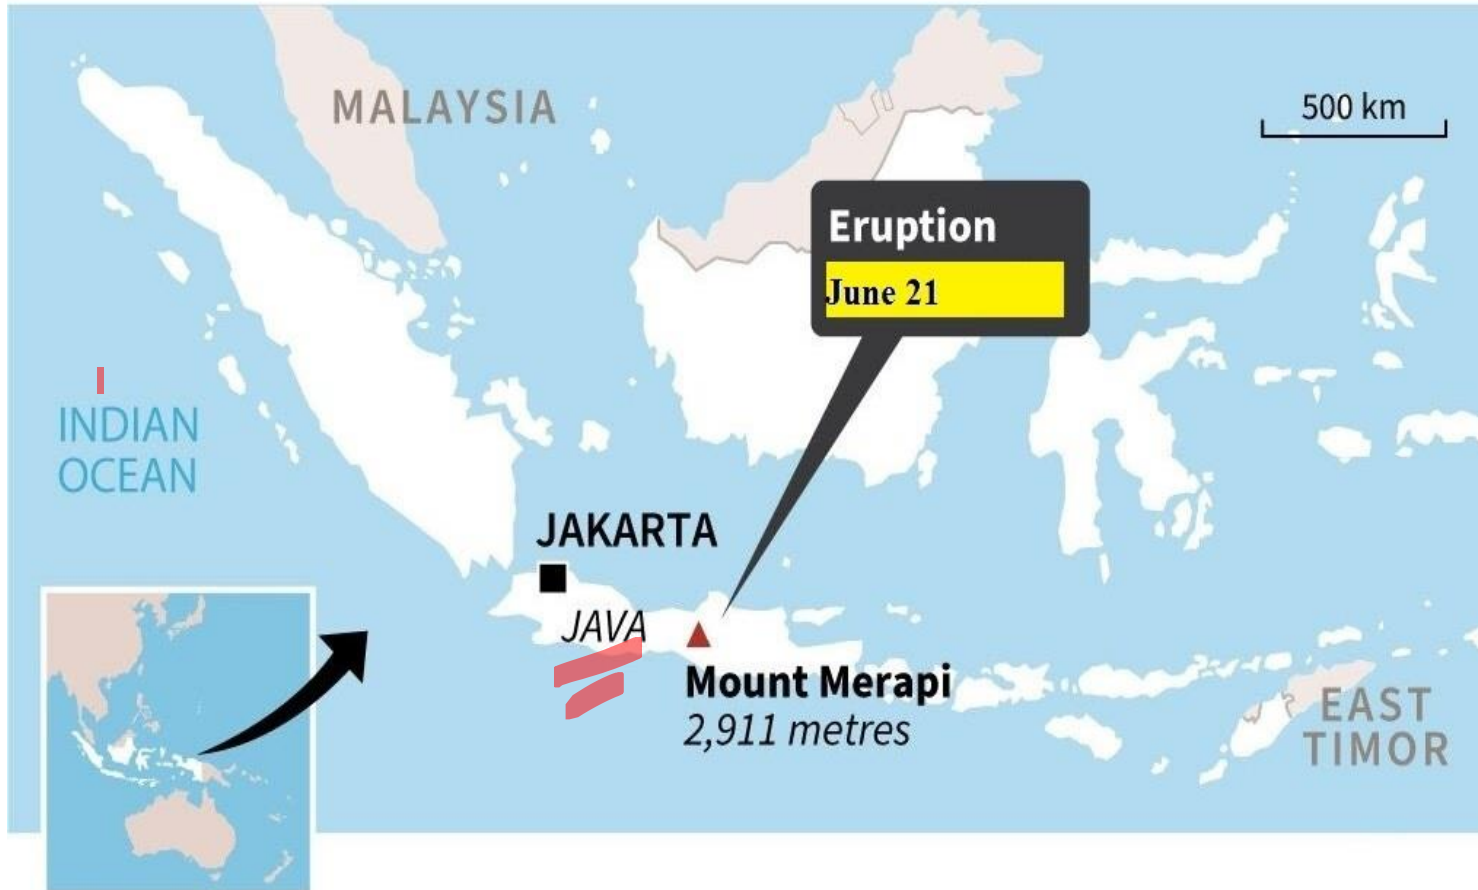 MALAYSIA
500 km
Eruption
June 21
INDIAN
OCEAN
JAKARTA
JAVA
Mount Merapi
2,911 metres
EAST
TIMOR